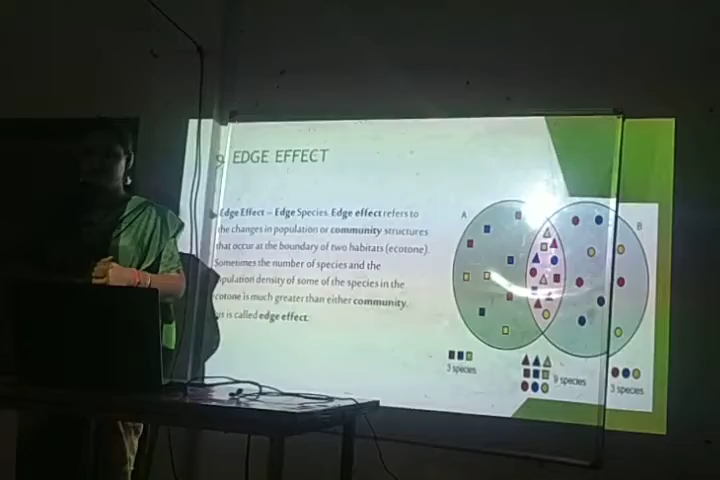 9 EDGE EFFECT
Edge Effect – Edge Species. Edge effect refers to
the changes in population or community structures
that occur at the boundary of two habitats (ecotone).
Sometimes the number of species and the
population density of some of the species in the
ecotone is much greater than either community.
is called edge effect.
A
B
3 species
9 species
3 species